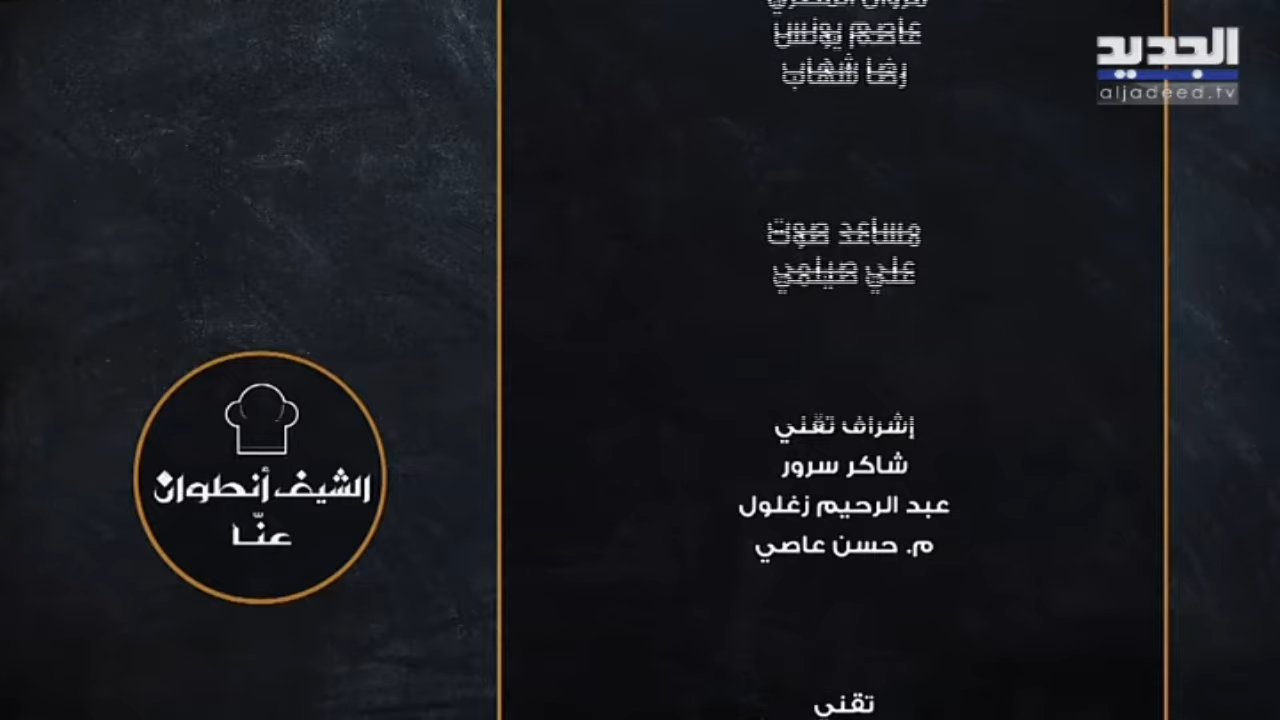 الجديد
aljadeed.tv
عاصم يونس
رضا شهاب
مساعد صوت
علي صيلمي
إشراف تقني
شاكر سرور
عبد الرحيم زغلول
م. حسن عاصي
تقني
الشيف أنطوان
عنّا